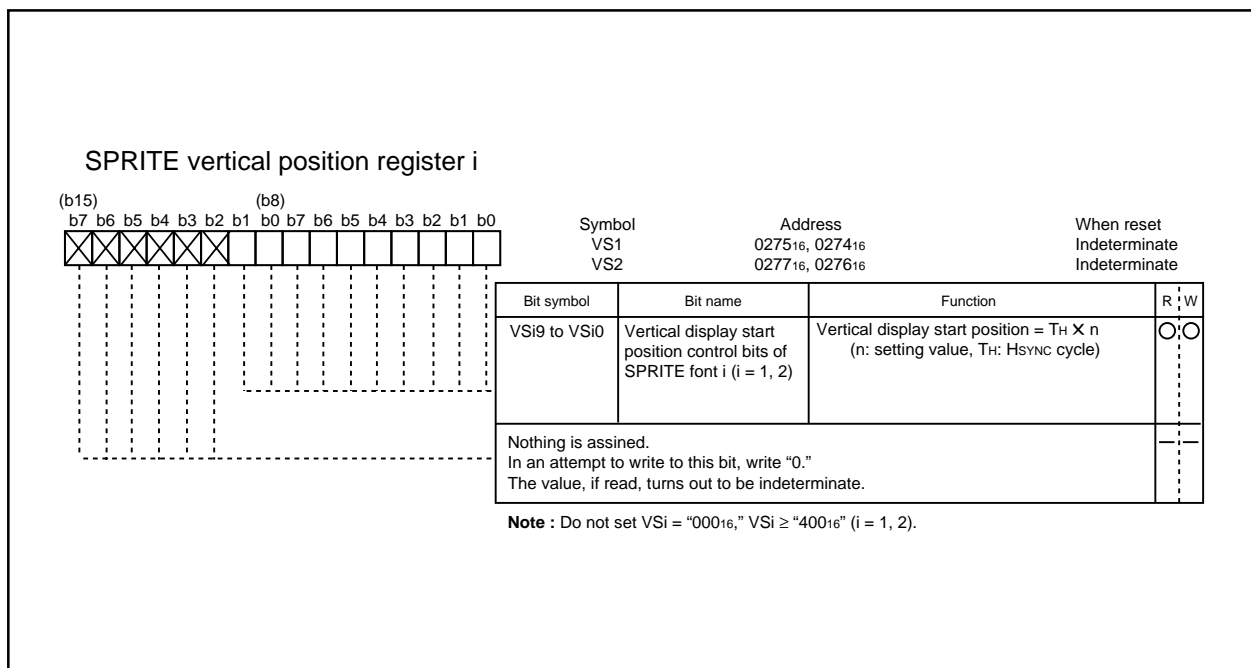 SPRITE vertical position register i
(b15) (b8)
b7 b6 b5 b4 b3 b2 b1 b0 b7 b6 b5 b4 b3 b2 b1 b0
Symbol Address When reset
VS1 027516, 027416 Indeterminate
VS2 027716, 027616 Indeterminate
Bit symbol Bit name Function R W
VSi9 to VSi0 Vertical display start Vertical display start position = TH X n
position control bits of (n: setting value, TH: HSYNC cycle)
SPRITE font i (i = 1, 2)
Nothing is assined. — —
In an attempt to write to this bit, write “0.”
The value, if read, turns out to be indeterminate.
Note : Do not set VSi = “00016,” VSi ≥ “40016” (i = 1, 2).